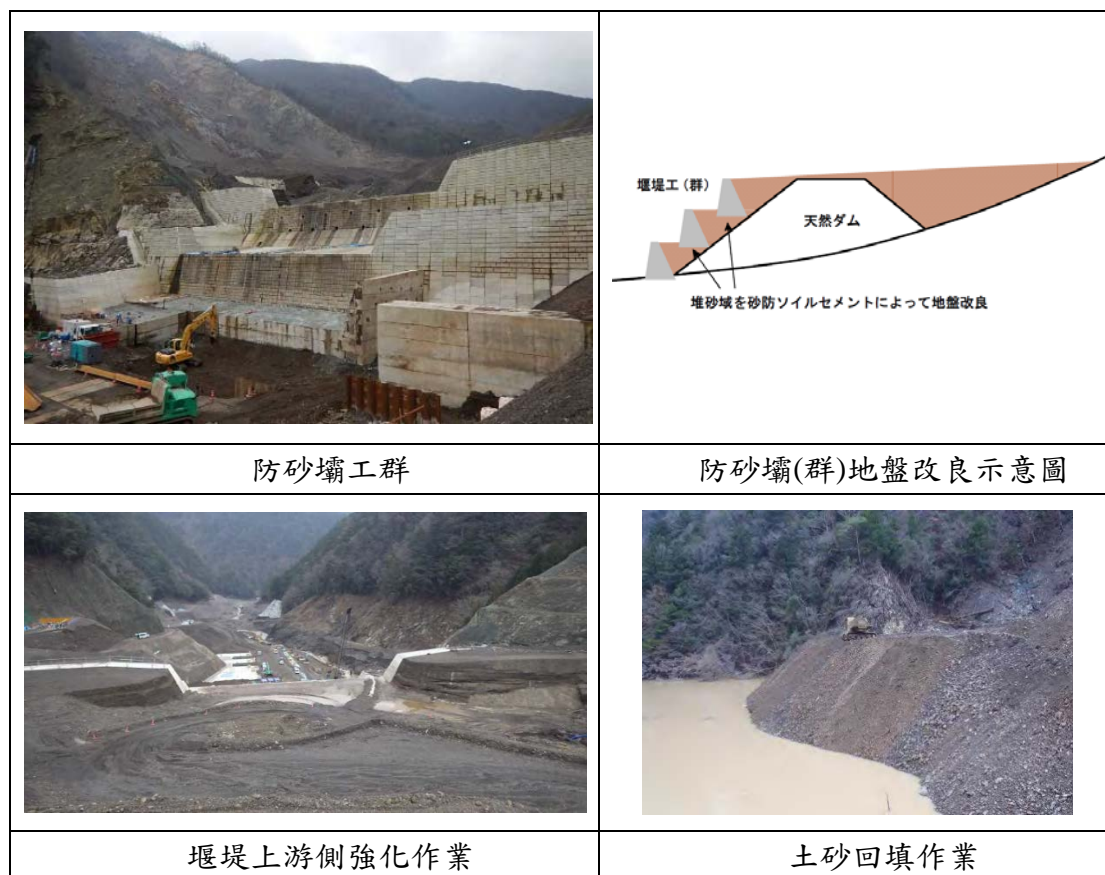 堰堤工(群)
天然ダム
堆砂域を砂防ソイルセメントによって地盤改良
防砂壩工群
防砂壩(群)地盤改良示意圖
堰堤上游側強化作業
土砂回填作業